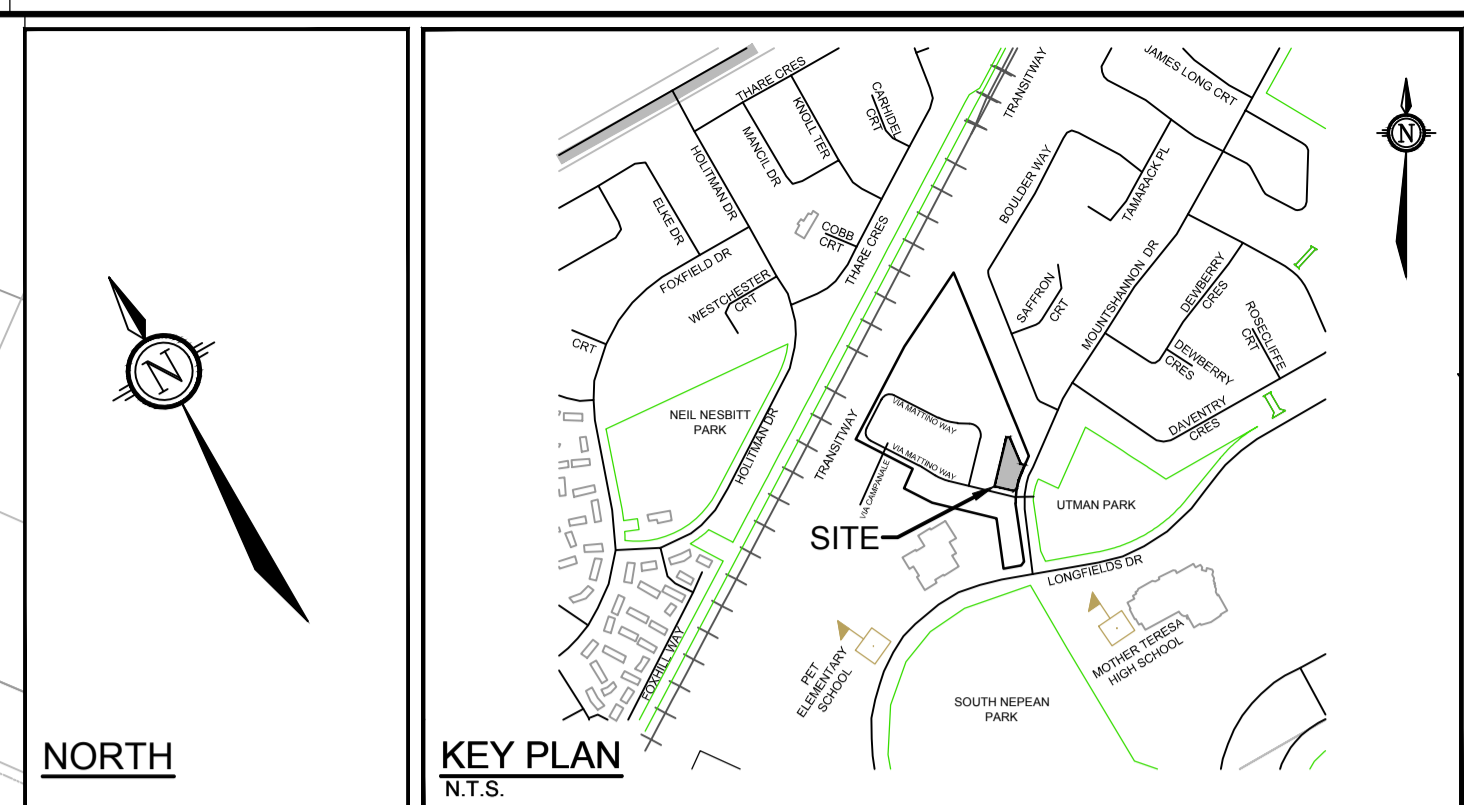 N
NORTH
THARE CRES
KNOLL TER
MANCIL DR
CARHIDEL
CRT
HOLITMAN DR
ELKE DR
FOXFIELD DR
WESTCHESTER
CRT
COBB
CRT
THARE CRES
TRANSITWAY
JAMES LONG CRT
BOULDER WAY
TAMARACK PL
SAFFRON
CRT
MOUNTSHANNON DR
DEWBERRY
CRES
DEWBERRY
CRES
ROSECLIFFE
CRT
DAVENTRY
CRES
N
CRT
NEIL NESBITT
PARK
HOLITMAN DR
TRANSITWAY
VIA MATTINO WAY
VIA MATTINO WAY
VIA CAMPANALE
SITE
UTMAN PARK
LONGFIELDS DR
FOXHILL WAY
PET
ELEMENTARY
SCHOOL
MOTHER TERESA
HIGH SCHOOL
SOUTH NEPEAN
PARK
KEY PLAN
N.T.S.